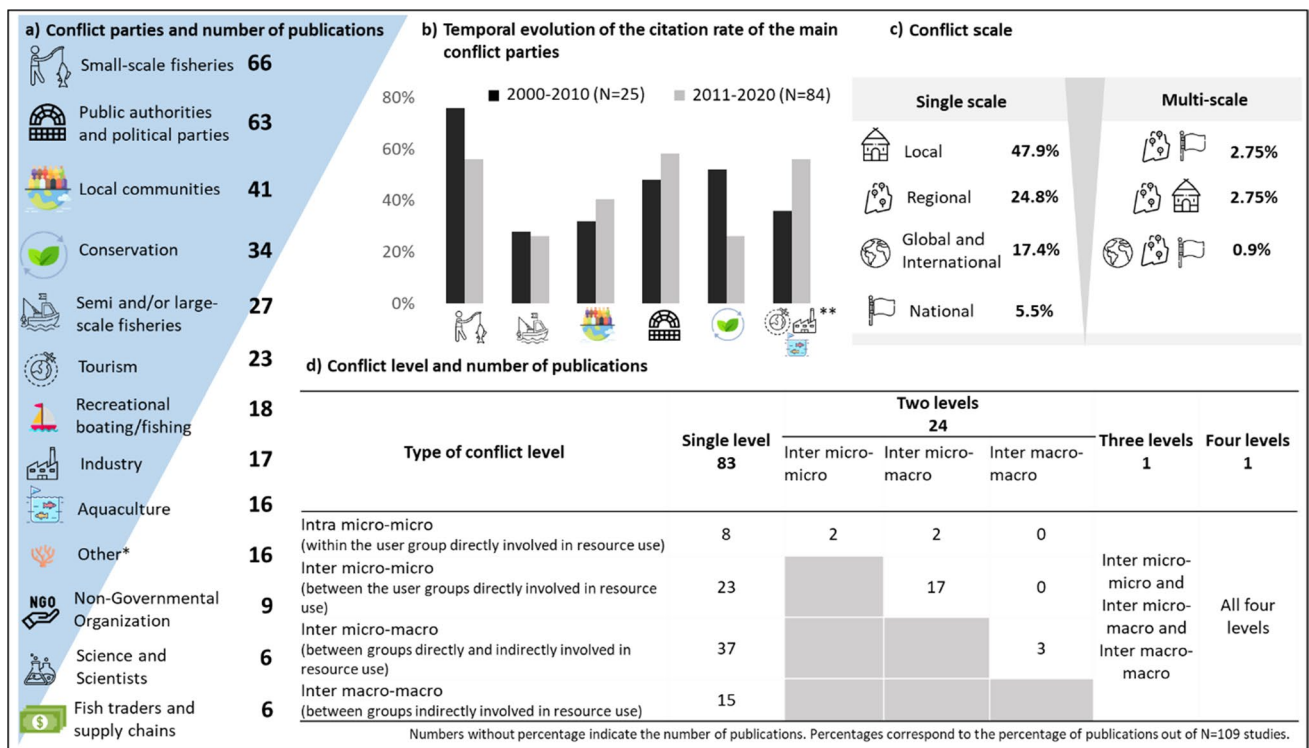 a) Conflict parties and number of publications
Small-scale fisheries 66
Public authorities
and political parties 63
Local communities 41
Conservation 34
Semi and/or large-
scale fisheries 27
Tourism 23
Recreational
boating/fishing 18
Industry 17
Aquaculture 16
Other* 16
NGO
Non-Governmental
Organization 9
Science and
Scientists 6
Fish traders and
supply chains 6
b) Temporal evolution of the citation rate of the main
conflict parties
2000-2010 (N=25) 2011-2020 (N=84)
80%
60%
40%
20%
0%
**
c) Conflict scale
Single scale Multi-scale
Local 47.9% 2.75%
Regional 24.8% 2.75%
Global and
International 17.4% 0.9%
National 5.5%
d) Conflict level and number of publications
Type of conflict level
Single level
83
Two levels
24
Inter micro-
micro
Inter micro-
macro
Inter macro-
macro
Three levels
1
Four levels
1
Intra micro-micro
(within the user group directly involved in resource use)
8 2 2 0
Inter micro-micro
(between the user groups directly involved in resource
use)
23 17 0
Inter micro-macro
(between groups directly and indirectly involved in
resource use)
37 3
Inter macro-macro
(between groups indirectly involved in resource use)
15
Inter micro-
micro and
Inter micro-
macro and
Inter macro-
macro
All four
levels
Numbers without percentage indicate the number of publications. Percentages correspond to the percentage of publications out of N=109 studies.